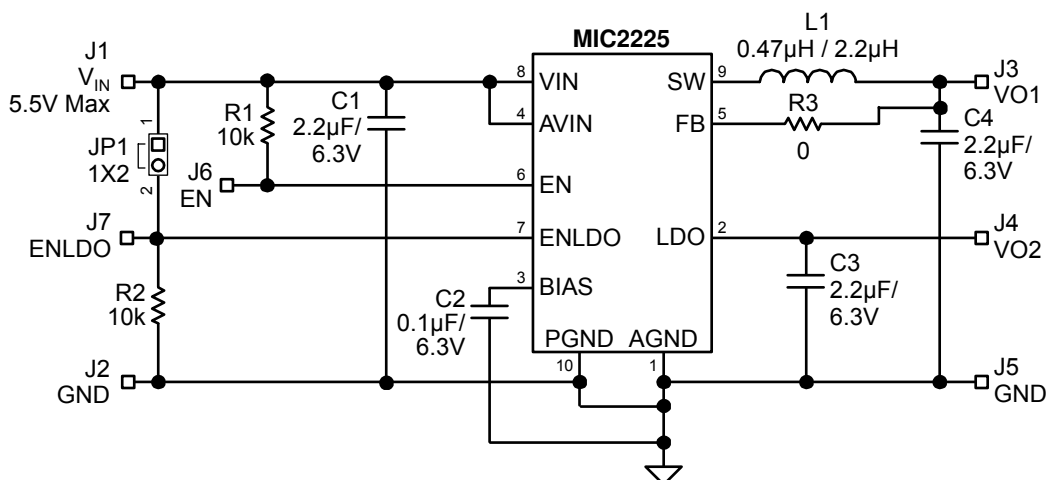 MIC2225
L1
0.47µH / 2.2µH
J1
V_IN
5.5V Max
8 VIN
SW 9
J3
VO1
1
JP1
1X2
2
R1
10k
C1
2.2µF/
6.3V
4 AVIN
FB 5
R3
0
C4
2.2µF/
6.3V
J6
EN
6 EN
J7
ENLDO
7 ENLDO
LDO 2
J4
VO2
R2
10k
C2
0.1µF/
6.3V
3 BIAS
C3
2.2µF/
6.3V
PGND AGND
10 1
J2
GND
J5
GND